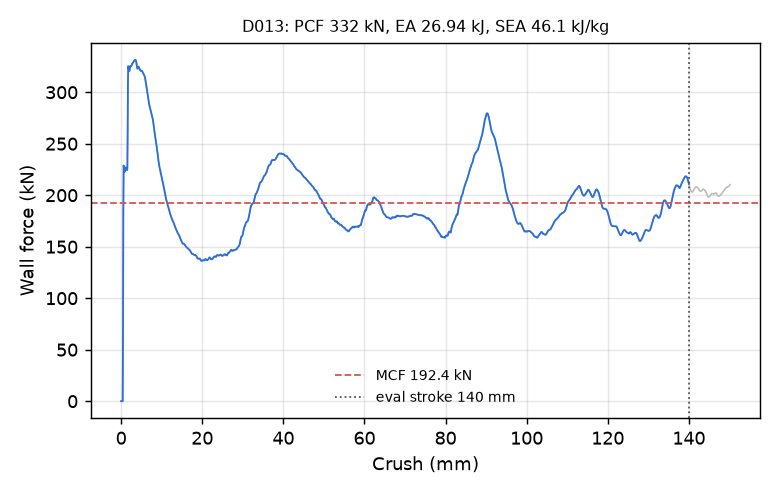 D013: PCF 332 kN, EA 26.94 kJ, SEA 46.1 kJ/kg
Wall force (kN)
300
250
200
150
100
50
0
MCF 192.4 kN
eval stroke 140 mm
0 20 40 60 80 100 120 140
Crush (mm)